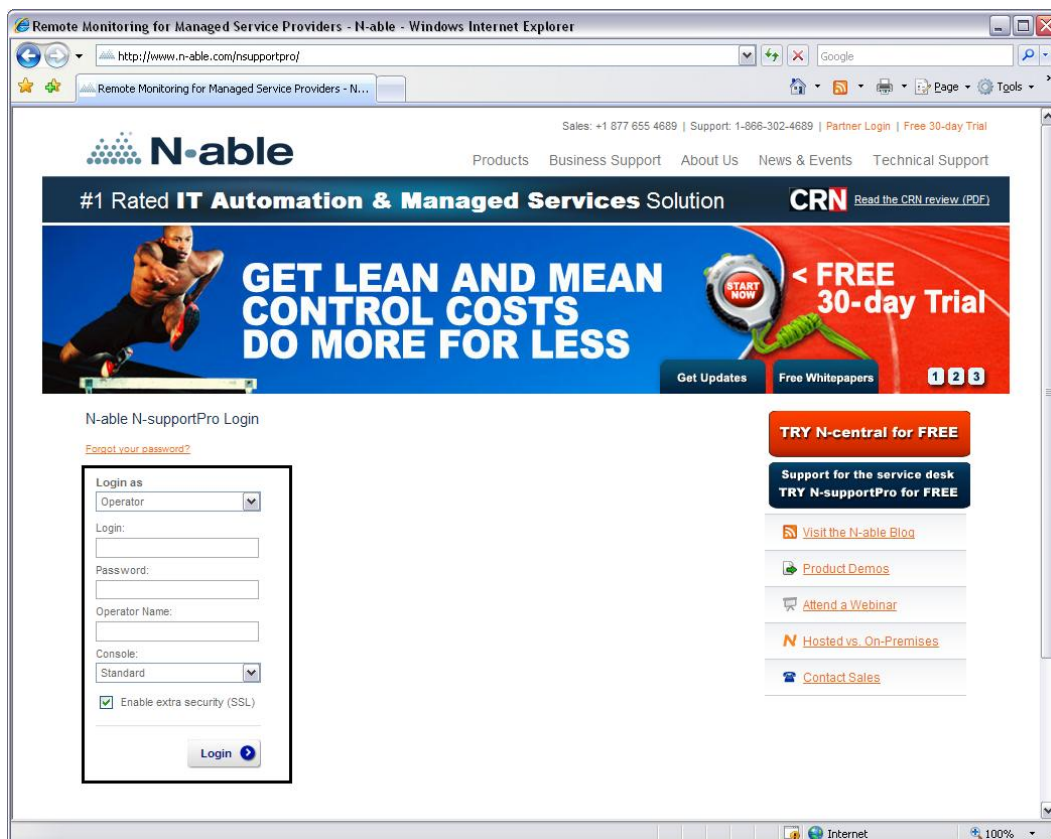 Remote Monitoring for Managed Service Providers - N-able - Windows Internet Explorer
http://www.n-able.com/nsupportpro/
Google
Remote Monitoring for Managed Service Providers - N...
Page
Tools
Sales: +1 877 655 4689 | Support: 1-866-302-4689 | Partner Login | Free 30-day Trial
N-able
Products Business Support About Us News & Events Technical Support
#1 Rated IT Automation & Managed Services Solution
CRN Read the CRN review (PDF)
GET LEAN AND MEAN
CONTROL COSTS
DO MORE FOR LESS
START NOW
< FREE
30-day Trial
Get Updates
Free Whitepapers
1 2 3
N-able N-supportPro Login
Forgot your password?
Login as
Operator
Login:
Password:
Operator Name:
Console:
Standard
Enable extra security (SSL)
Login
TRY N-central for FREE
Support for the service desk
TRY N-supportPro for FREE
Visit the N-able Blog
Product Demos
Attend a Webinar
Hosted vs. On-Premises
Contact Sales
Internet
100%